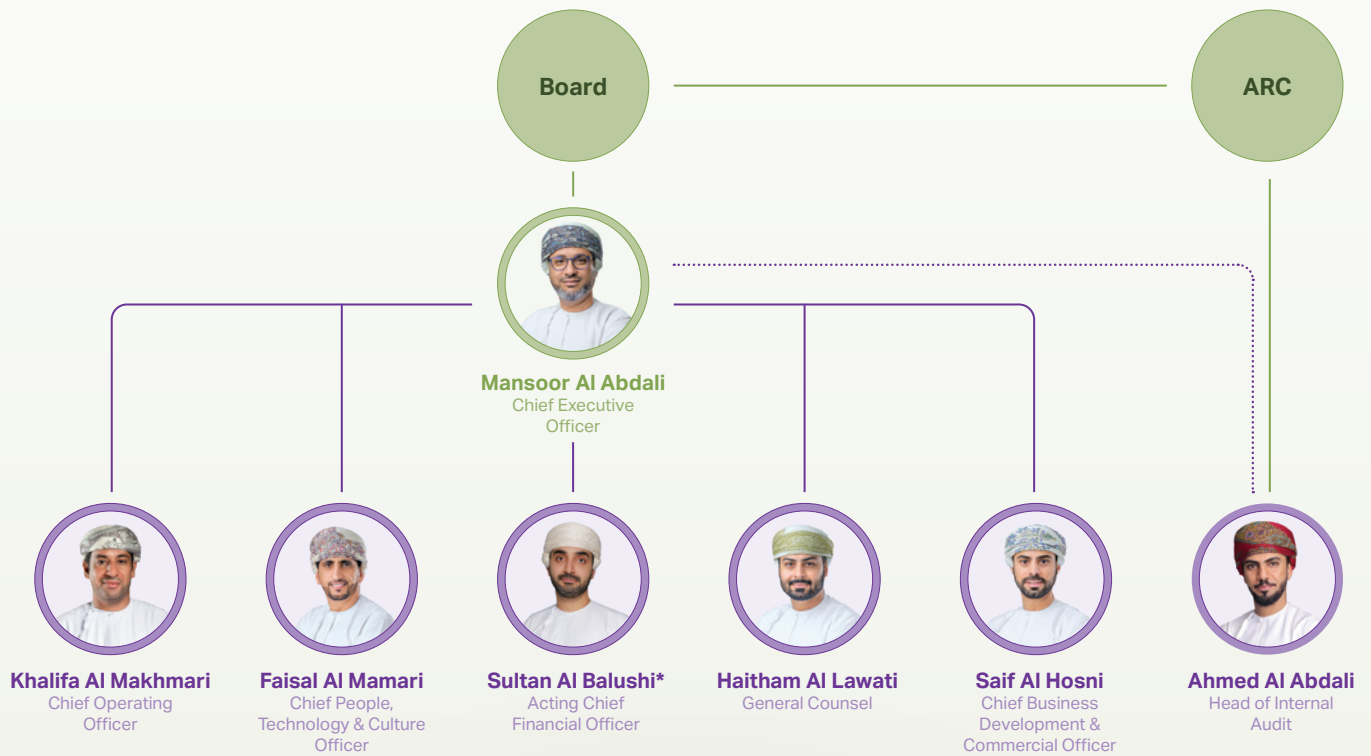 Board
ARC
Mansoor Al Abdali
Chief Executive
Officer
Khalifa Al Makhmari
Chief Operating
Officer
Faisal Al Mamari
Chief People,
Technology & Culture
Officer
Sultan Al Balushi*
Acting Chief
Financial Officer
Haitham Al Lawati
General Counsel
Saif Al Hosni
Chief Business
Development &
Commercial Officer
Ahmed Al Abdali
Head of Internal
Audit